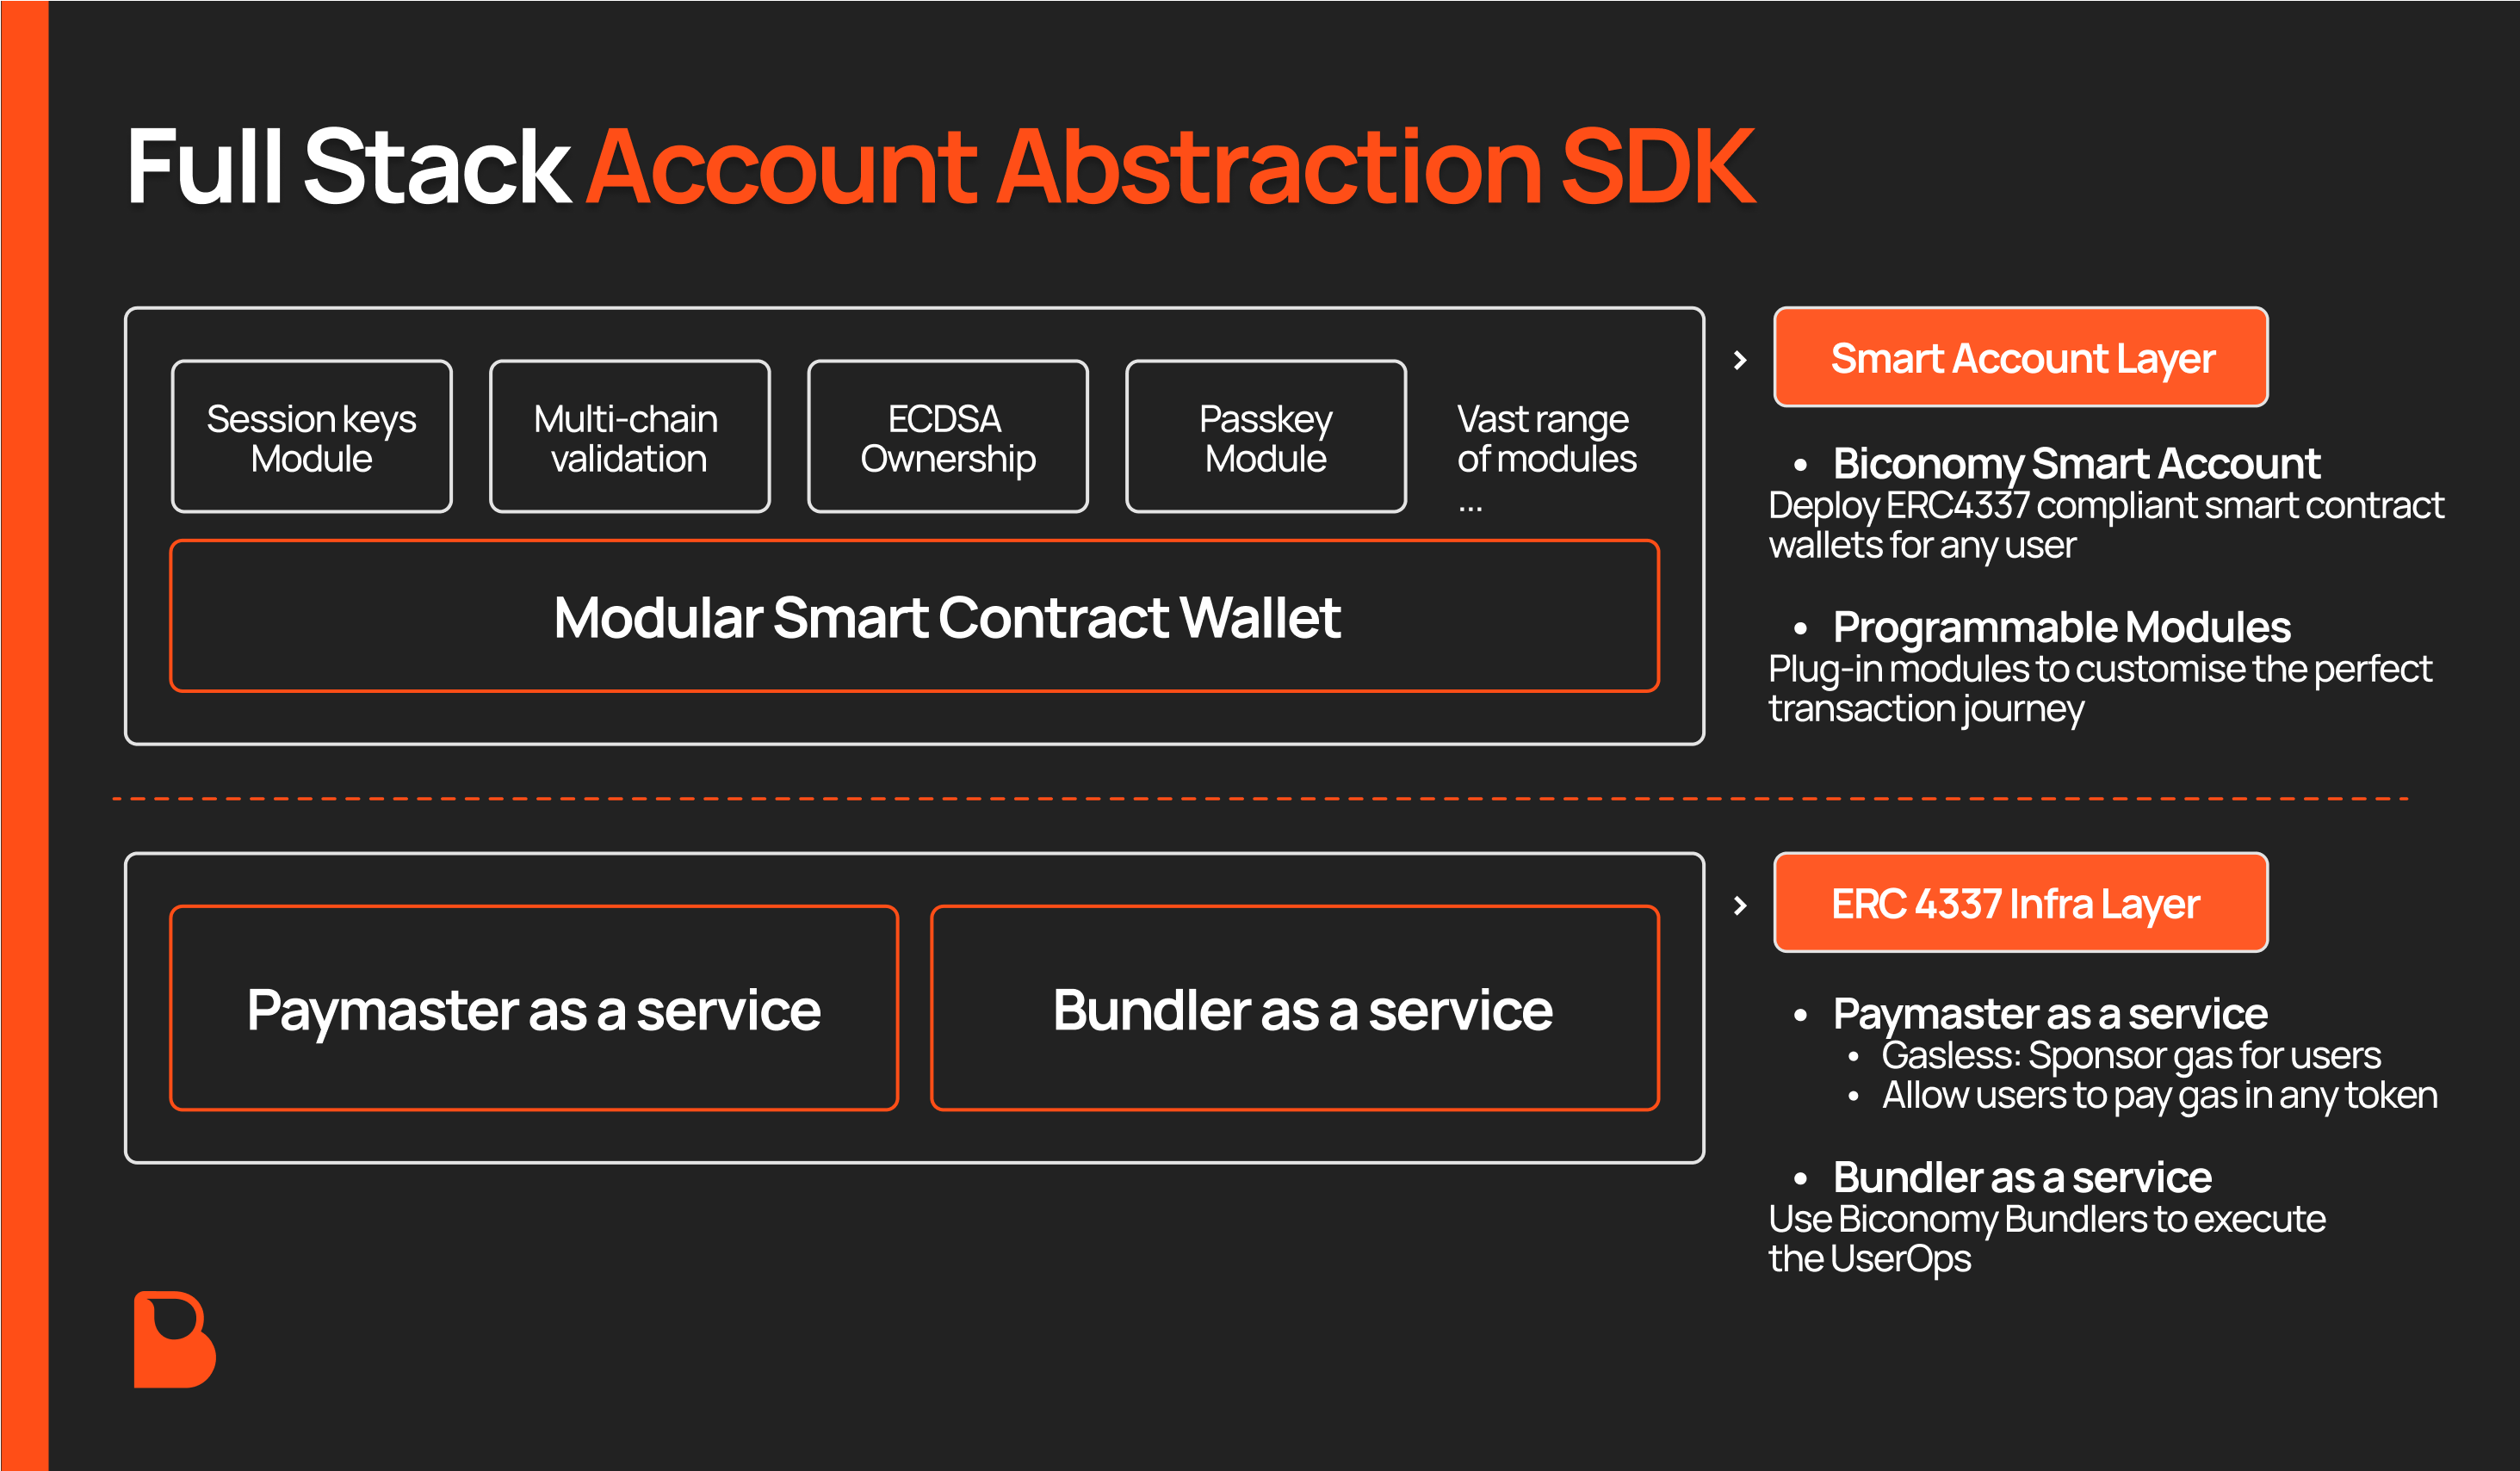 Full Stack Account Abstraction SDK
Session keys
Module
Multi-chain
validation
ECDSA
Ownership
Passkey
Module
Vast range
of modules
...
Modular Smart Contract Wallet
Smart Account Layer
• Biconomy Smart Account
Deploy ERC4337 compliant smart contract
wallets for any user
• Programmable Modules
Plug-in modules to customise the perfect
transaction journey
Paymaster as a service
Bundler as a service
ERC 4337 Infra Layer
• Paymaster as a service
• Gasless: Sponsor gas for users
• Allow users to pay gas in any token
• Bundler as a service
Use Biconomy Bundlers to execute
the UserOps